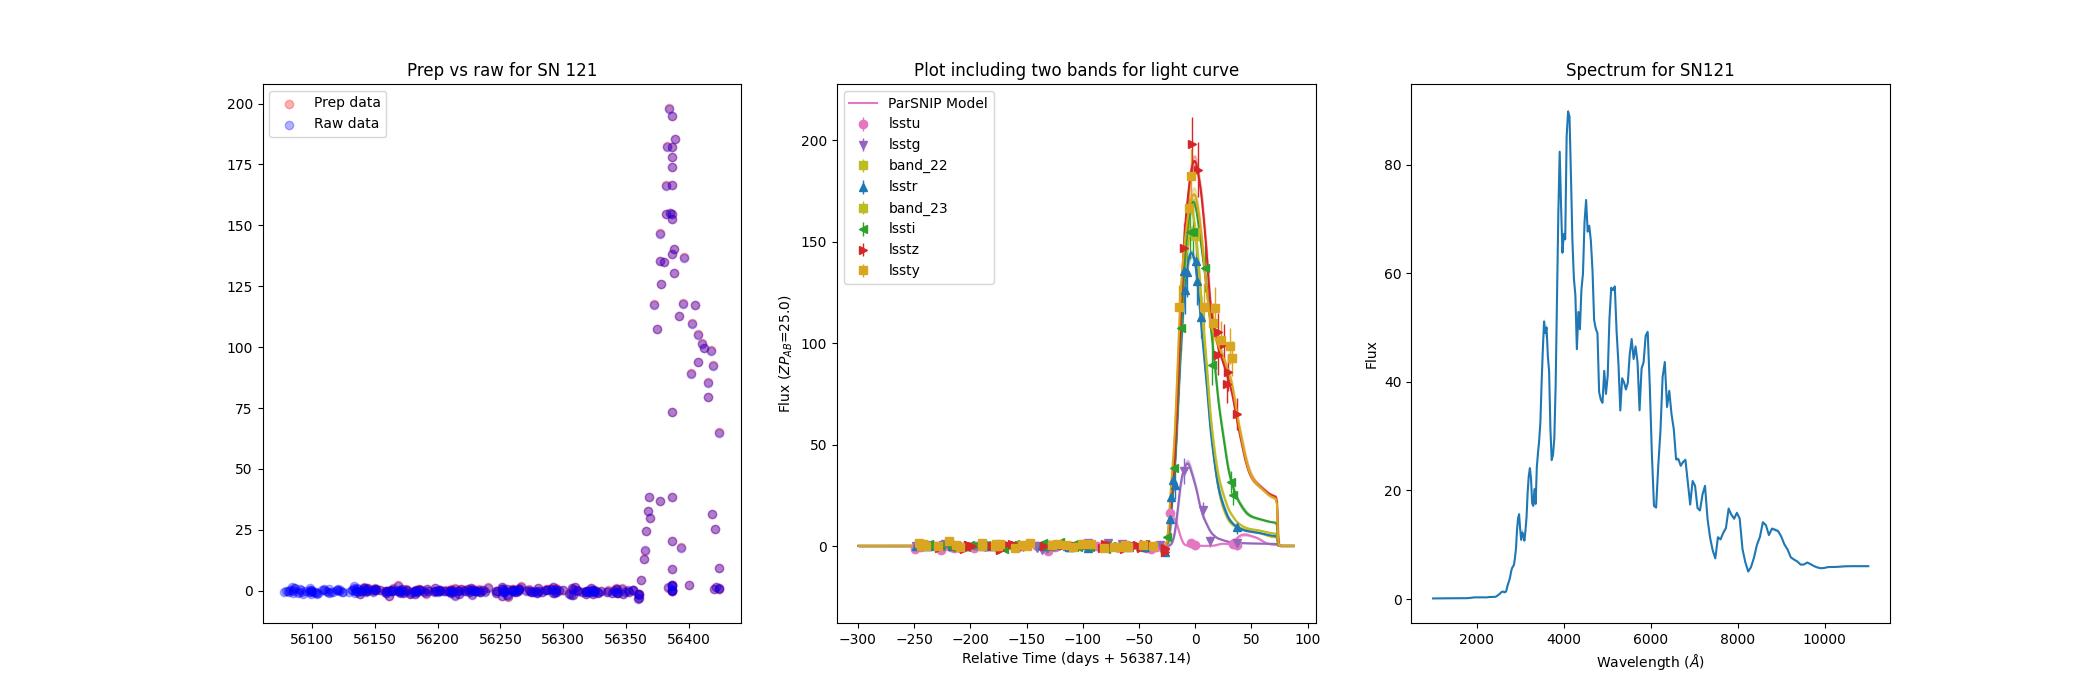 Prep vs raw for SN 121
Prep data
Raw data
200
175
150
125
100
75
50
25
0
56100
56150
56200
56250
56300
56350
56400
Plot including two bands for light curve
ParSNIP Model
lsstu
lsstg
band_22
lsstr
band_23
lssti
lsstz
lssty
Flux (ZP_AB=25.0)
200
150
100
50
0
−300
−250
−200
−150
−100
−50
0
50
100
Relative Time (days + 56387.14)
Spectrum for SN121
Flux
80
60
40
20
0
2000
4000
6000
8000
10000
Wavelength (Å)